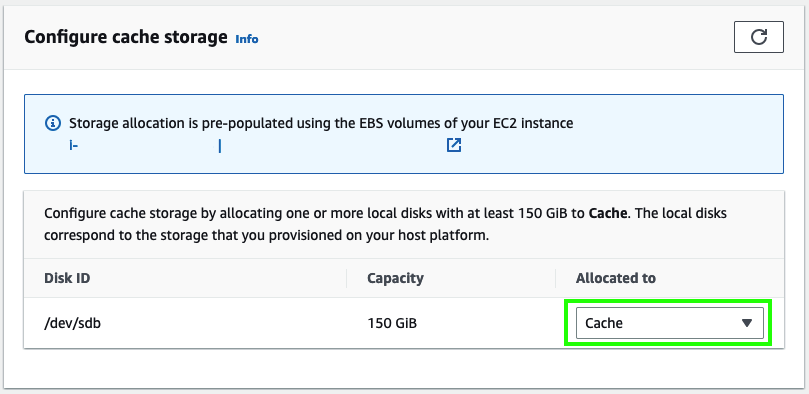 Configure cache storage Info
Storage allocation is pre-populated using the EBS volumes of your EC2 instance
i- |
Configure cache storage by allocating one or more local disks with at least 150 GiB to Cache. The local disks
correspond to the storage that you provisioned on your host platform.
Disk ID Capacity Allocated to
/dev/sdb 150 GiB Cache